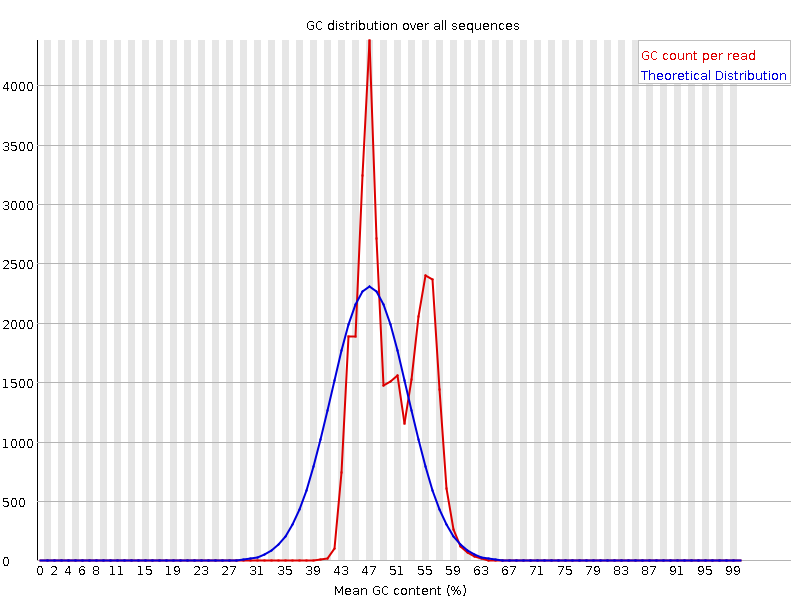 GC distribution over all sequences
GC count per read
Theoretical Distribution
4000
3500
3000
2500
2000
1500
1000
500
0
0 2 4 6 8 11 15 19 23 27 31 35 39 43 47 51 55 59 63 67 71 75 79 83 87 91 95 99
Mean GC content (%)